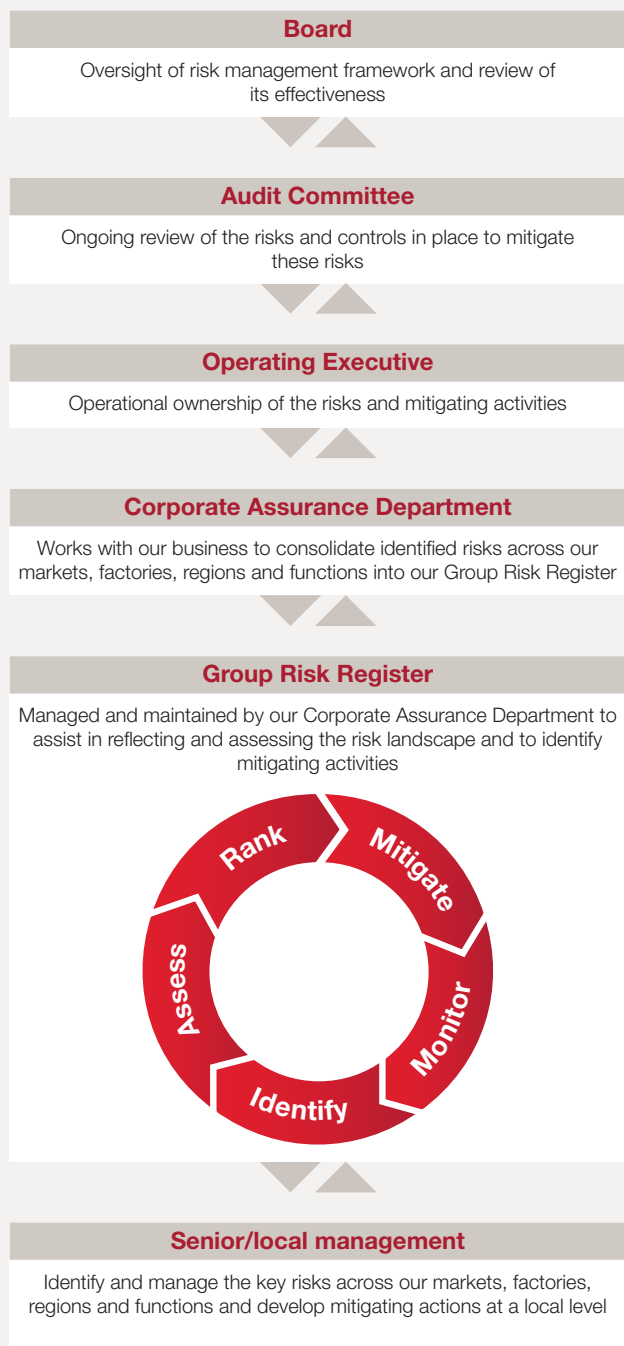 Board
Oversight of risk management framework and review of
its effectiveness
Audit Committee
Ongoing review of the risks and controls in place to mitigate
these risks
Operating Executive
Operational ownership of the risks and mitigating activities
Corporate Assurance Department
Works with our business to consolidate identified risks across our
markets, factories, regions and functions into our Group Risk Register
Group Risk Register
Managed and maintained by our Corporate Assurance Department to
assist in reflecting and assessing the risk landscape and to identify
mitigating activities
Rank
Mitigate
Monitor
Identify
Assess
Senior/local management
Identify and manage the key risks across our markets, factories,
regions and functions and develop mitigating actions at a local level